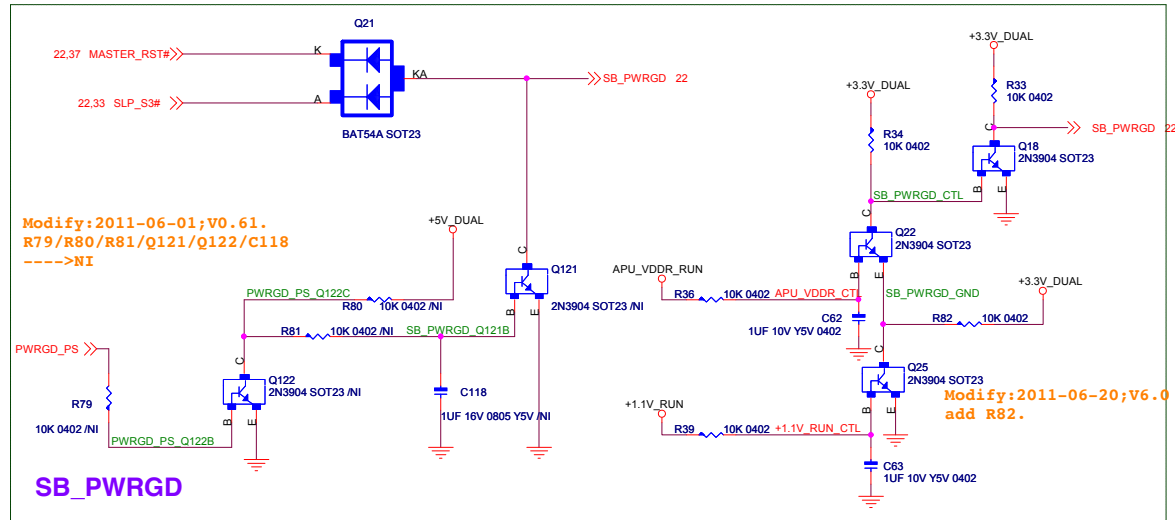 Q21
22,37 MASTER_RST#
K
KA
SB_PWRGD 22
22,33 SLP_S3#
A
BAT54A SOT23
+3.3V_DUAL
R33
10K 0402
+3.3V_DUAL
R34
10K 0402
C
SB_PWRGD 22
Q18
2N3904 SOT23
B
E
SB_PWRGD_CTL
Modify:2011-06-01;V0.61.
R79/R80/R81/Q121/Q122/C118
---->NI
+5V_DUAL
C
Q121
2N3904 SOT23 /NI
B
E
PWRGD_PS_Q122C
R80
10K 0402 /NI
R81
10K 0402 /NI
SB_PWRGD_Q121B
PWRGD_PS
C
Q122
2N3904 SOT23 /NI
B
E
R79
10K 0402 /NI
PWRGD_PS_Q122B
C118
1UF 16V 0805 Y5V /NI
C
Q22
2N3904 SOT23
B
E
APU_VDDR_RUN
R36
10K 0402
APU_VDDR_CTL
SB_PWRGD_GND
C62
1UF 10V Y5V 0402
+3.3V_DUAL
R82
10K 0402
C
Q25
2N3904 SOT23
B
E
Modify:2011-06-20;V6.0
add R82.
+1.1V_RUN
R39
10K 0402
+1.1V_RUN_CTL
C63
1UF 10V Y5V 0402
SB_PWRGD